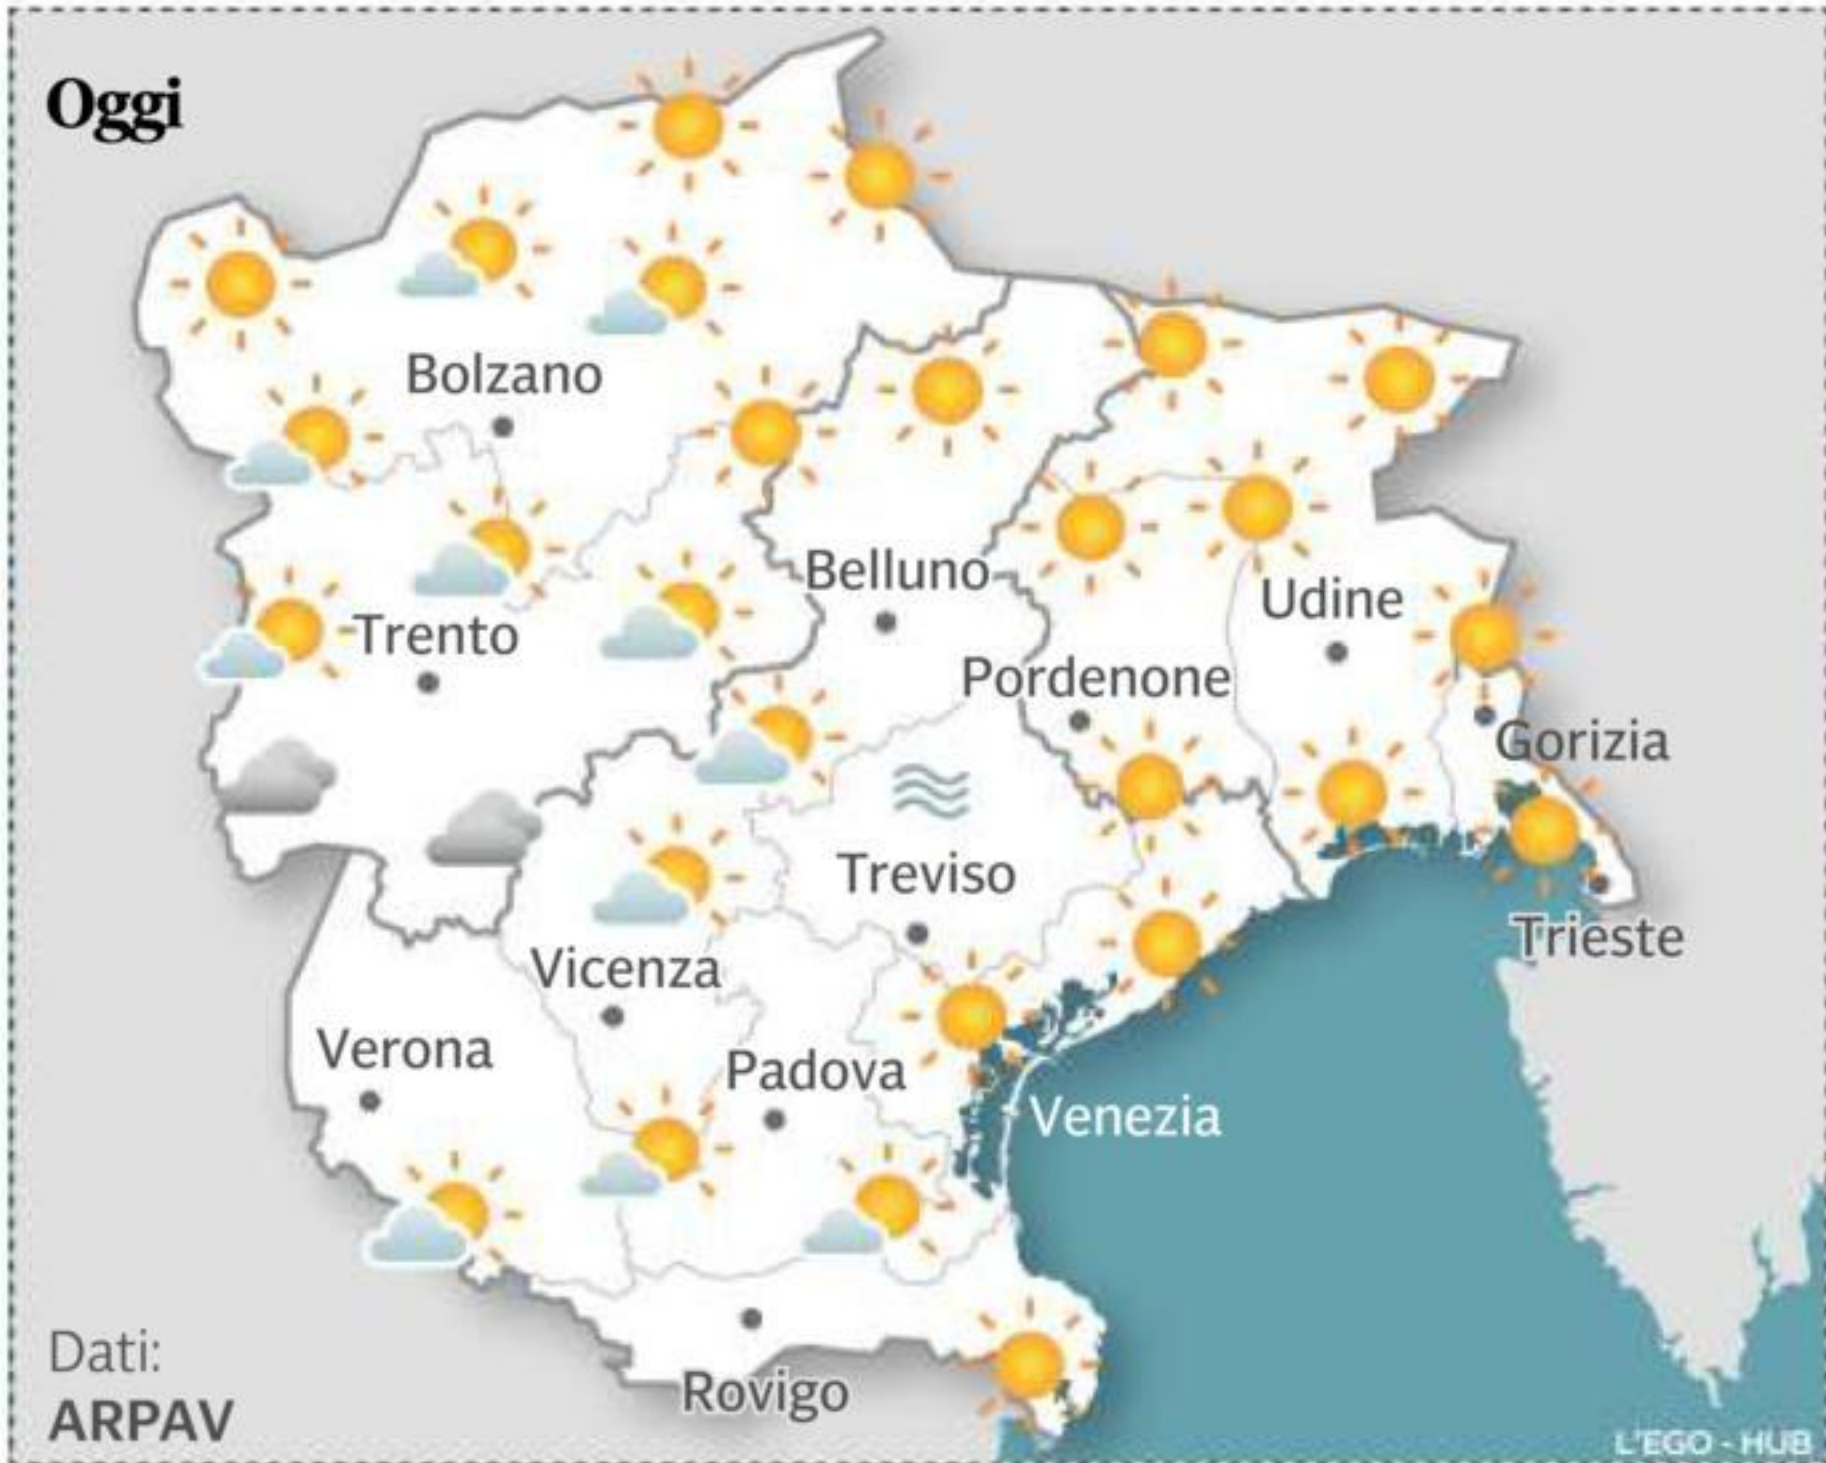 Oggi
Bolzano
Belluno
Udine
Trento
Pordenone
Gorizia
Treviso
Trieste
Vicenza
Verona
Padova
Venezia
Dati:
ARPAV
Rovigo
L'EGO - HUB